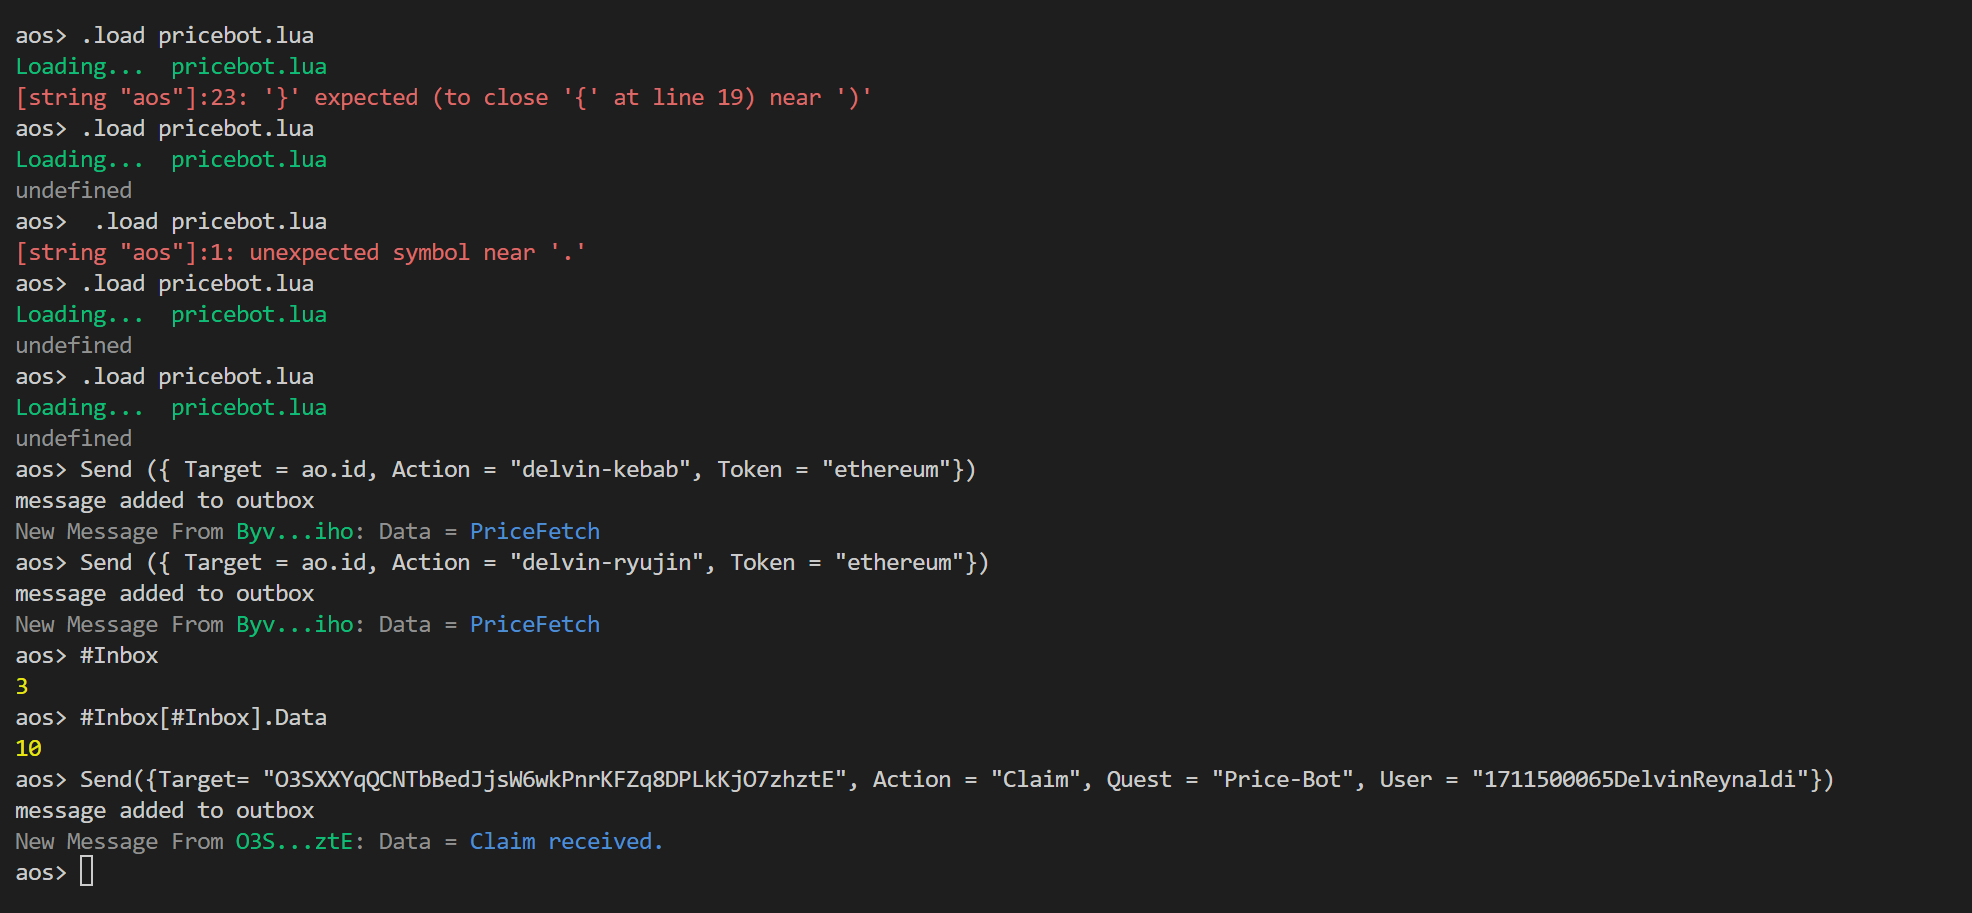 aos> .load pricebot.lua
Loading...  pricebot.lua
[string "aos"]:23: '}' expected (to close '{' at line 19) near ')'
aos> .load pricebot.lua
Loading...  pricebot.lua
undefined
aos>  .load pricebot.lua
[string "aos"]:1: unexpected symbol near '.'
aos> .load pricebot.lua
Loading...  pricebot.lua
undefined
aos> .load pricebot.lua
Loading...  pricebot.lua
undefined
aos> Send ({ Target = ao.id, Action = "delvin-kebab", Token = "ethereum"})
message added to outbox
New Message From Byv...iho: Data = PriceFetch
aos> Send ({ Target = ao.id, Action = "delvin-ryujin", Token = "ethereum"})
message added to outbox
New Message From Byv...iho: Data = PriceFetch
aos> #Inbox
3
aos> #Inbox[#Inbox].Data
10
aos> Send({Target= "O3SXXYqQCNTbBedJjsW6wkPnrKFZq8DPLkKjO7zhztE", Action = "Claim", Quest = "Price-Bot", User = "1711500065DelvinReynaldi"})
message added to outbox
New Message From O3S...ztE: Data = Claim received.
aos>